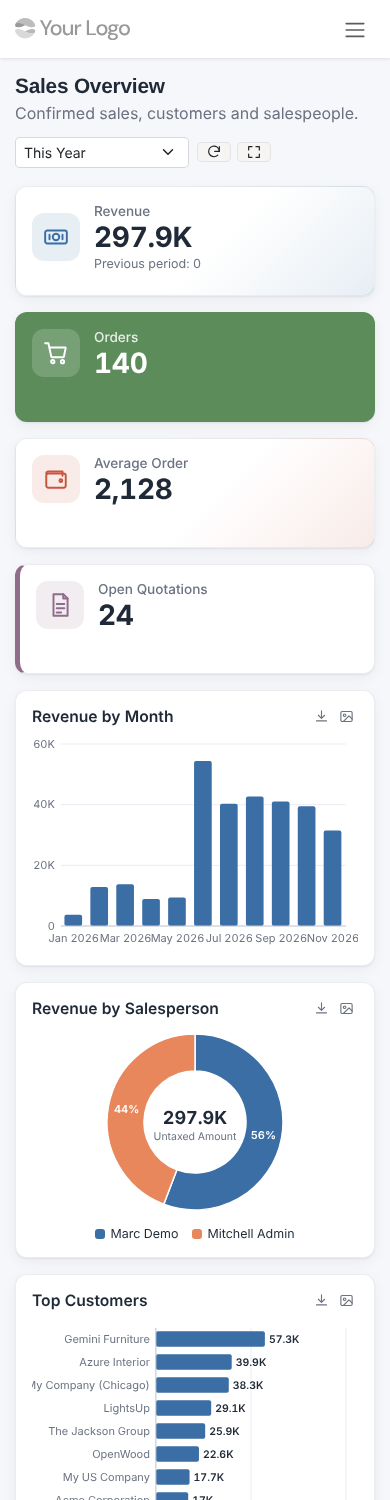 Your Logo
Sales Overview
Confirmed sales, customers and salespeople.
This Year
Revenue
297.9K
Previous period: 0
Orders
140
Average Order
2,128
Open Quotations
24
Revenue by Month
60K
40K
20K
0
Jan 2026 Mar 2026 May 2026 Jul 2026 Sep 2026 Nov 2026
Revenue by Salesperson
44%
297.9K
Untaxed Amount
56%
Marc Demo Mitchell Admin
Top Customers
Gemini Furniture 57.3K
Azure Interior 39.9K
My Company (Chicago) 38.3K
LightsUp 29.1K
The Jackson Group 25.9K
OpenWood 22.6K
My US Company 17.7K
Acme Corporation 17K